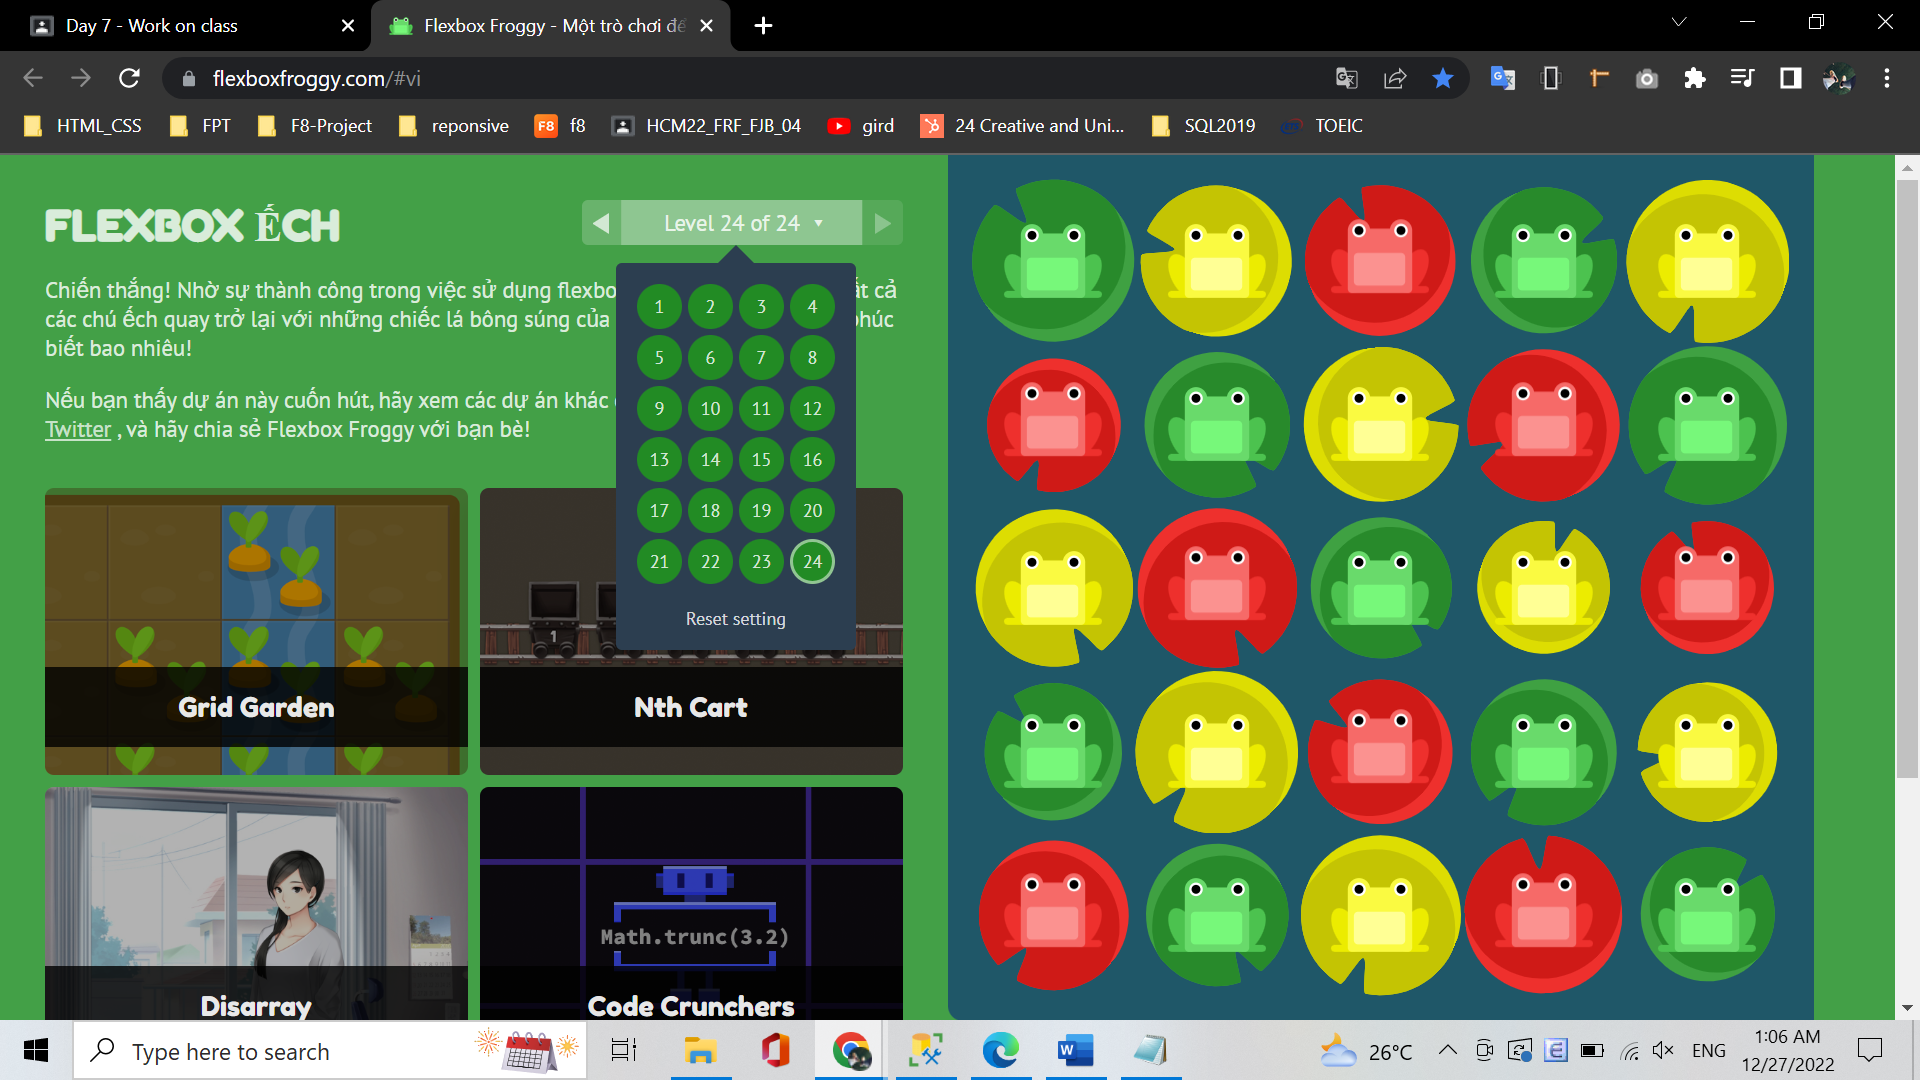 Day 7 - Work on class
Flexbox Froggy - Một trò chơi để
flexboxfroggy.com/#vi
HTML_CSS
FPT
F8-Project
reponsive
F8 f8
HCM22_FRF_FJB_04
gird
24 Creative and Uni...
SQL2019
TOEIC
FLEXBOX ẾCH
Level 24 of 24
Chiến thắng! Nhờ sự thành công trong việc sử dụng flexbo
ất cả
các chú ếch quay trở lại với những chiếc lá bông súng của
phúc
biết bao nhiêu!
Nếu bạn thấy dự án này cuốn hút, hãy xem các dự án khác
Twitter , và hãy chia sẻ Flexbox Froggy với bạn bè!
1 2 3 4
5 6 7 8
9 10 11 12
13 14 15 16
17 18 19 20
21 22 23 24
Reset setting
1
Grid Garden
Nth Cart
Math.trunc(3.2)
Disarray
Code Crunchers
Type here to search
26°C
ENG
1:06 AM
12/27/2022